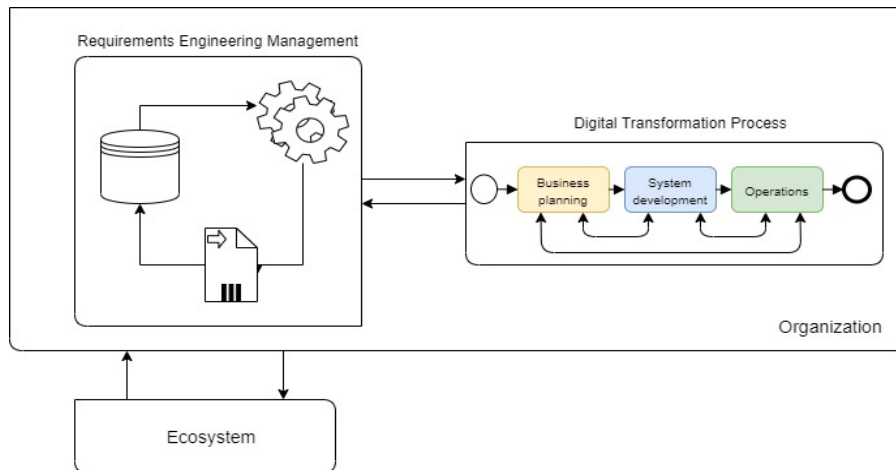 Requirements Engineering Management
Digital Transformation Process
Business
planning
System
development
Operations
Organization
Ecosystem